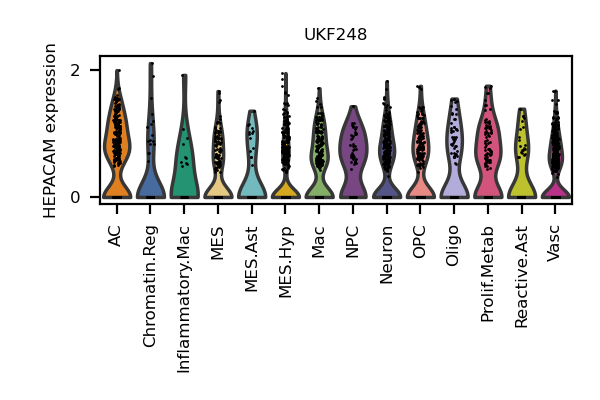 UKF248
HEPACAM expression
2
0
AC
Chromatin.Reg
Inflammatory.Mac
MES
MES.Ast
MES.Hyp
Mac
NPC
Neuron
OPC
Oligo
Prolif.Metab
Reactive.Ast
Vasc